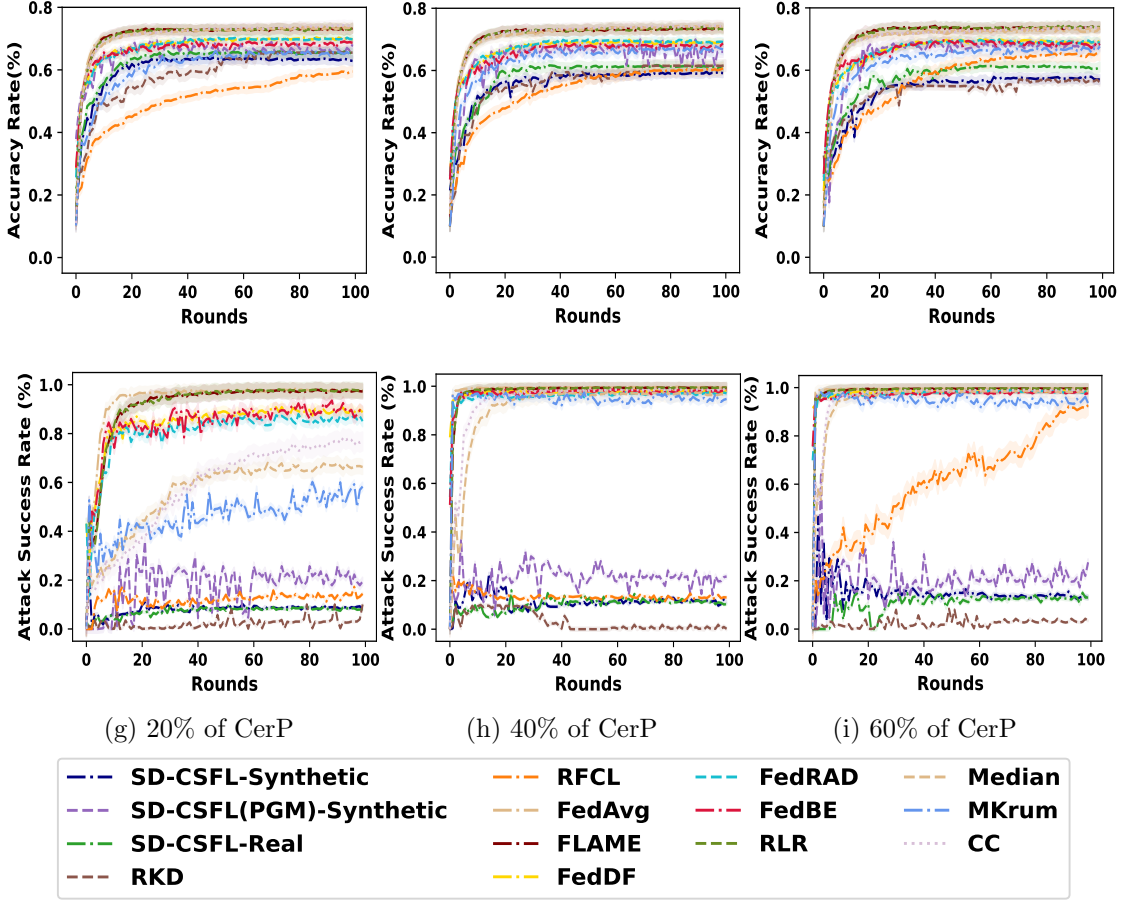 Accuracy Rate(%)
0.8
0.6
0.4
0.2
0.0
0 20 40 60 80 100
Rounds
Accuracy Rate(%)
0.8
0.6
0.4
0.2
0.0
0 20 40 60 80 100
Rounds
Accuracy Rate(%)
0.8
0.6
0.4
0.2
0.0
0 20 40 60 80 100
Rounds
Attack Success Rate (%)
1.0
0.8
0.6
0.4
0.2
0.0
0 20 40 60 80 100
Rounds
Attack Success Rate (%)
1.0
0.8
0.6
0.4
0.2
0.0
0 20 40 60 80 100
Rounds
Attack Success Rate (%)
1.0
0.8
0.6
0.4
0.2
0.0
0 20 40 60 80 100
Rounds
(g) 20% of CerP
(h) 40% of CerP
(i) 60% of CerP
SD-CSFL-Synthetic
SD-CSFL(PGM)-Synthetic
SD-CSFL-Real
RKD
RFCL
FedAvg
FLAME
FedDF
FedRAD
FedBE
RLR
Median
MKrum
CC